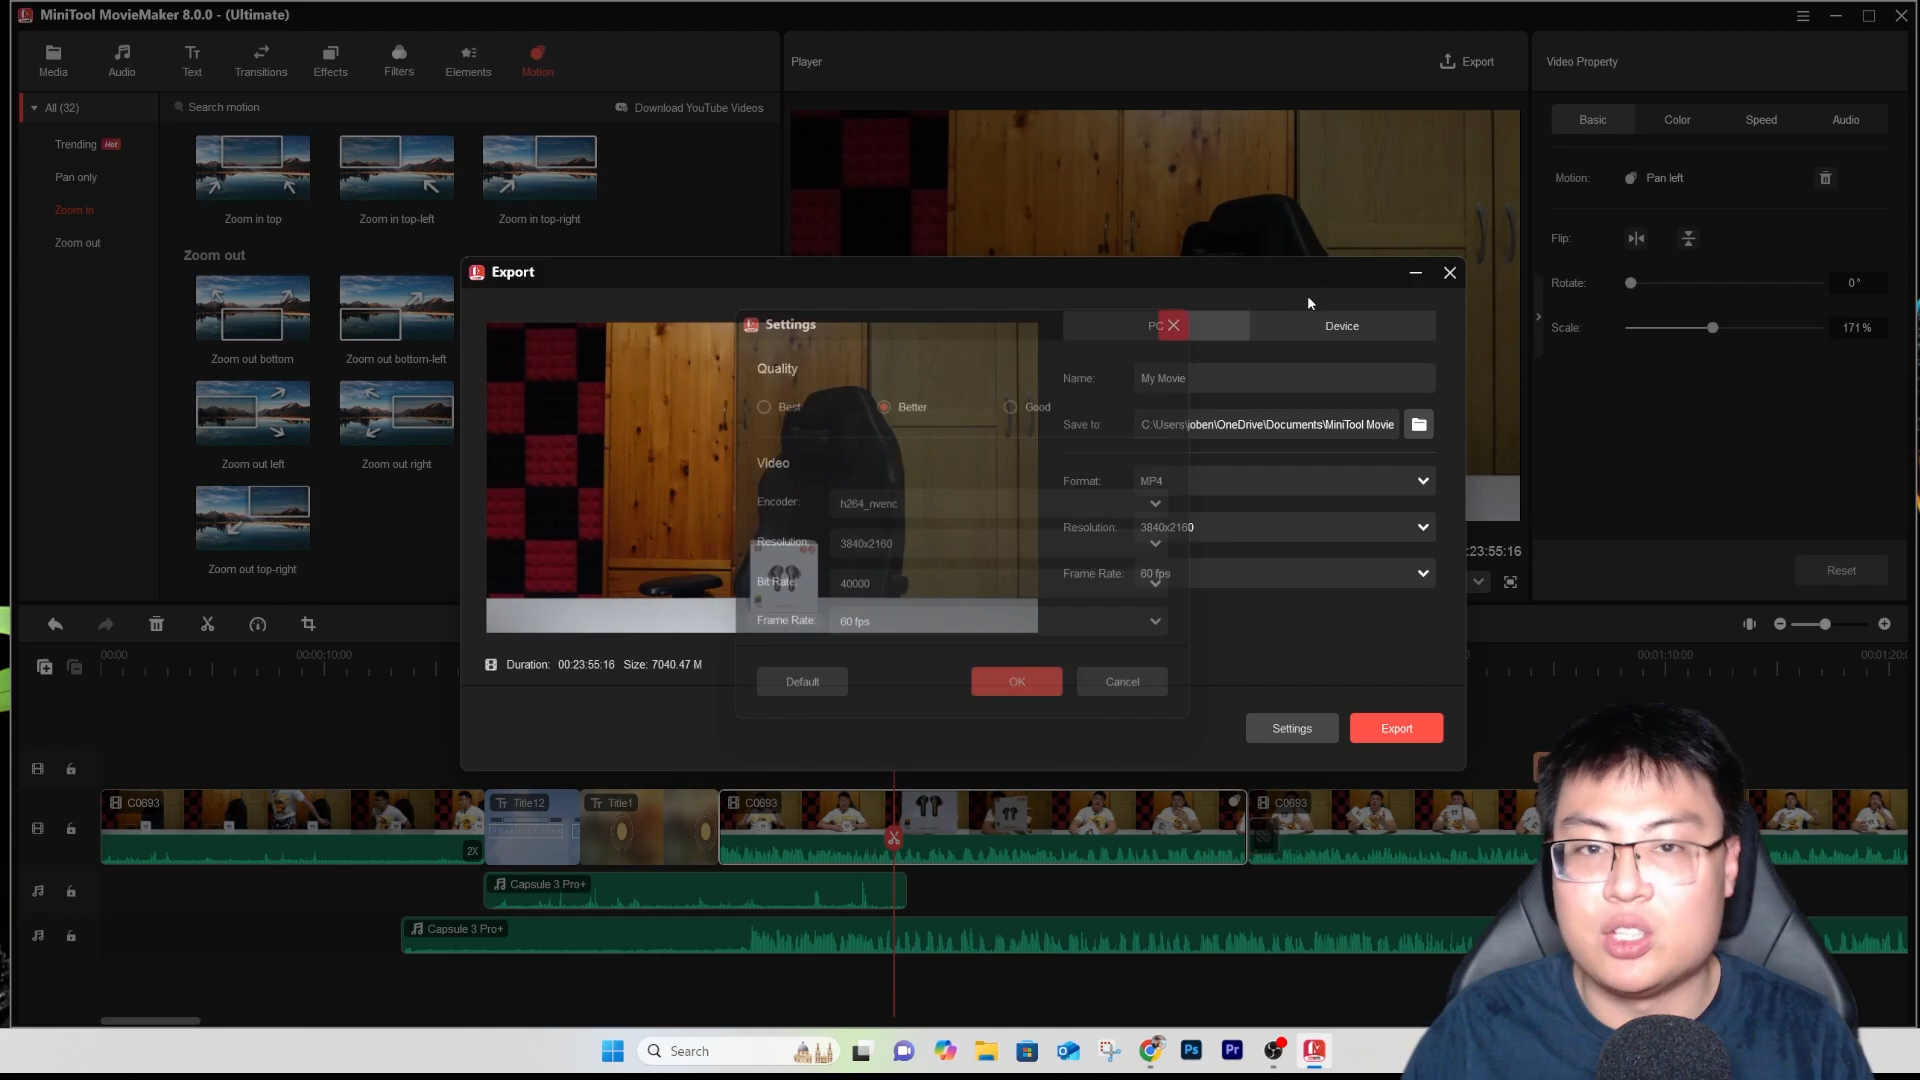 MiniTool MovieMaker 8.0.0 - (Ultimate)
Media
Audio
Text
Transitions
Effects
Filters
Elements
Motion
Player
Export
Video Property
All (32)
Search motion
Download YouTube Videos
Basic
Color
Speed
Audio
Trending Hot
Pan only
Zoom in
Zoom out
Zoom in top
Zoom in top-left
Zoom in top-right
Motion:
Pan left
Flip:
Rotate:
0°
Scale:
171%
Zoom out
Zoom out bottom
Zoom out bottom-left
Zoom out left
Zoom out right
Zoom out top-right
Export
Settings
PC
Device
Quality
Best
Better
Good
Name:
My Movie
Save to:
C:\Users\joben\OneDrive\Documents\MiniTool Movie
Video
Encoder:
h264_nvenc
Format:
MP4
Resolution:
3840x2160
Resolution:
3840x2160
Bit Rate:
40000
Frame Rate:
60 fps
Frame Rate:
60 fps
:23:55:16
Reset
Duration: 00:23:55:16 Size: 7040.47 M
Default
OK
Cancel
Settings
Export
00:00
00:00:10:00
00:01:10:00
00:01:20:0
C0693
2X
Title12
Title1
C0693
C0693
Capsule 3 Pro+
Capsule 3 Pro+
Search
Ps
Pr